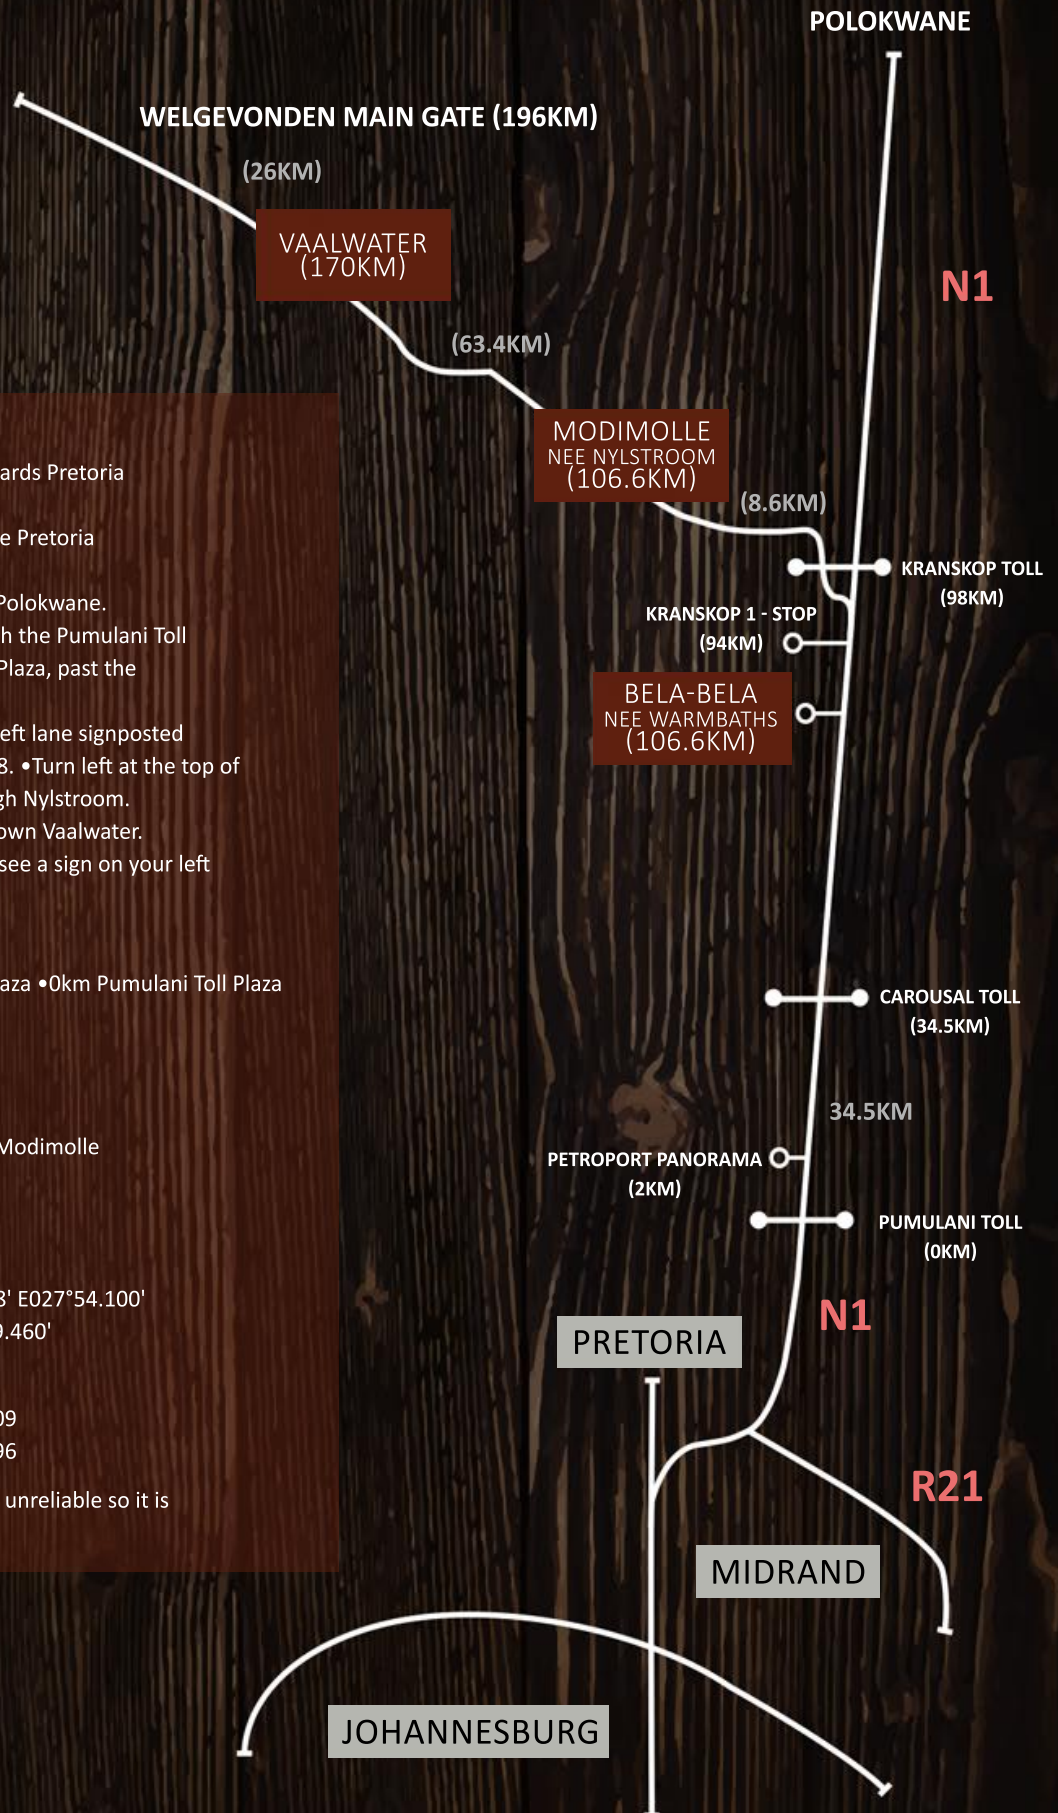 POLOKWANE
WELGEVONDEN MAIN GATE (196KM)
(26KM)
VAALWATER
(170KM)
N1
(63.4KM)
MODIMOLLE
NEE NYLSTROOM
(106.6KM)
(8.6KM)
KRANSKOP TOLL
(98KM)
KRANSKOP 1 - STOP
(94KM)
BELA-BELA
NEE WARMBATHS
(106.6KM)
CAROUSAL TOLL
(34.5KM)
34.5KM
PETROPORT PANORAMA
(2KM)
PUMULANI TOLL
(0KM)
N1
PRETORIA
R21
MIDRAND
JOHANNESBURG
ards Pretoria
e Pretoria
Polokwane.
h the Pumulani Toll
Plaza, past the
eft lane signposted
8. •Turn left at the top of
gh Nylstroom.
own Vaalwater.
see a sign on your left
aza •0km Pumulani Toll Plaza
Modimolle
8' E027°54.100'
9.460'
09
96
unreliable so it is